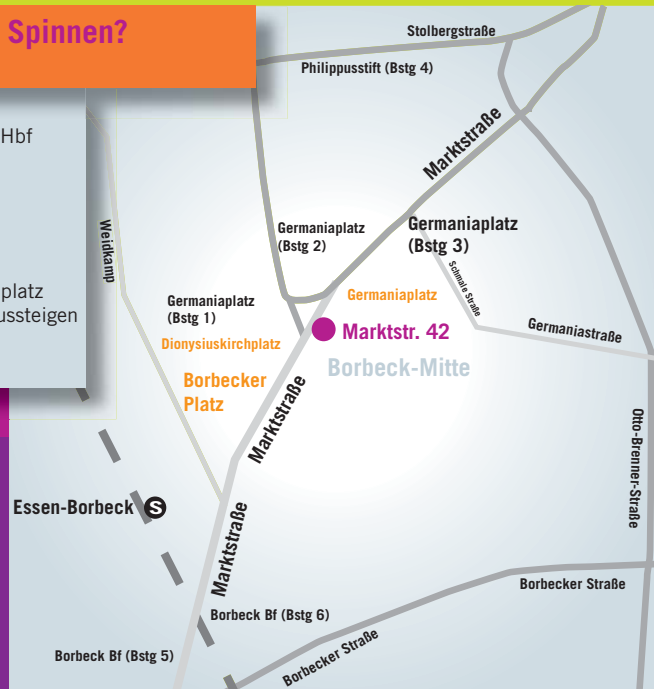 Spinnen?
Hbf
platz
ussteigen
Stolbergstraße
Philippusstift (Bstg 4)
Marktstraße
Weidkamp
Germaniaplatz
(Bstg 2)
Germaniaplatz
(Bstg 3)
Schmale Straße
Germaniaplatz
(Bstg 1)
Germaniaplatz
Germaniastraße
Marktstr. 42
Dionysiuskirchplatz
Borbeck-Mitte
Borbecker
Platz
Marktstraße
Otto-Brenner-Straße
Essen-Borbeck S
Marktstraße
Borbecker Straße
Borbeck Bf (Bstg 6)
Borbeck Bf (Bstg 5)
Borbecker Straße